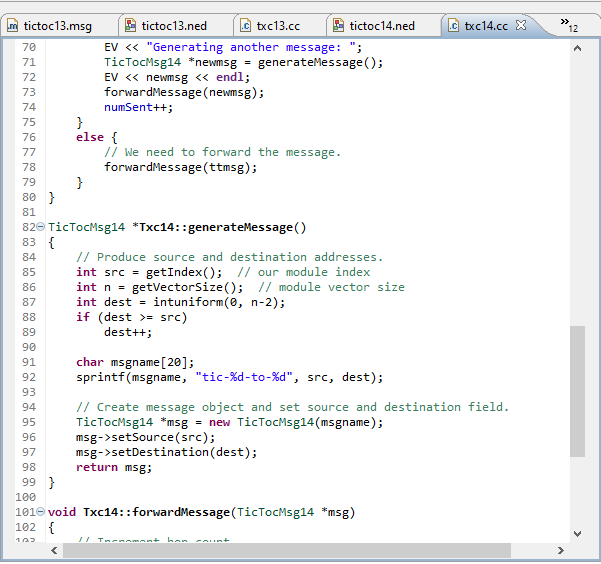 tictoc13.msg tictoc13.ned txc13.cc tictoc14.ned txc14.cc »12
70 EV << "Generating another message: ";
71 TicTocMsg14 *newmsg = generateMessage();
72 EV << newmsg << endl;
73 forwardMessage(newmsg);
74 numSent++;
75 }
76 else {
77 // We need to forward the message.
78 forwardMessage(ttmsg);
79 }
80 }
81
82 TicTocMsg14 *Txc14::generateMessage()
83 {
84 // Produce source and destination addresses.
85 int src = getIndex(); // our module index
86 int n = getVectorSize(); // module vector size
87 int dest = intuniform(0, n-2);
88 if (dest >= src)
89 dest++;
90
91 char msgname[20];
92 sprintf(msgname, "tic-%d-to-%d", src, dest);
93
94 // Create message object and set source and destination field.
95 TicTocMsg14 *msg = new TicTocMsg14(msgname);
96 msg->setSource(src);
97 msg->setDestination(dest);
98 return msg;
99 }
100
101 void Txc14::forwardMessage(TicTocMsg14 *msg)
102 {
103 // Increment hop count